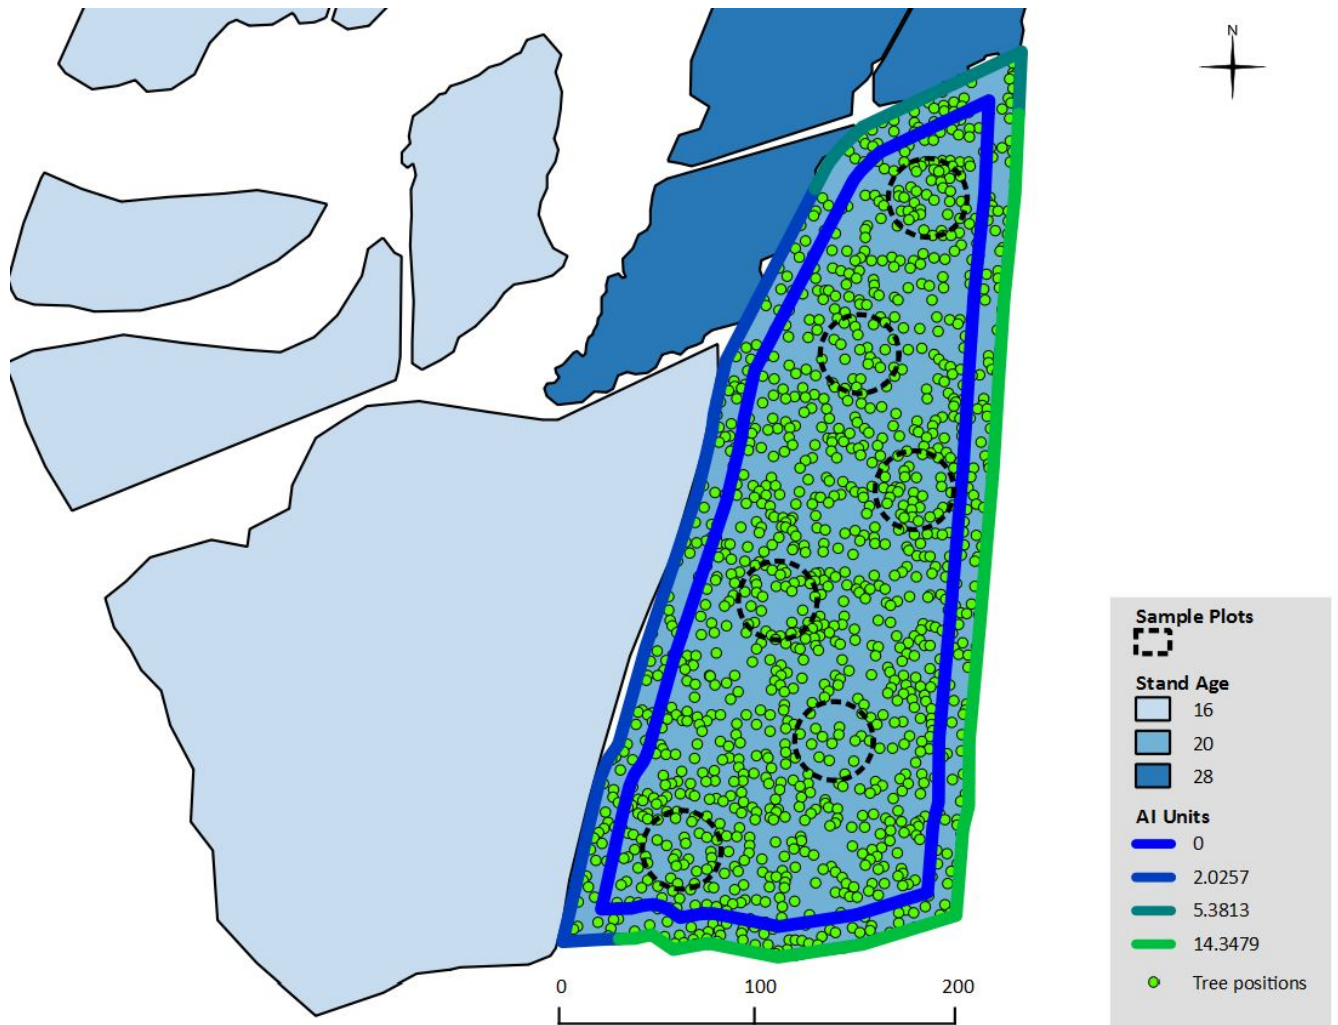 N
Sample Plots
Stand Age
16
20
28
AI Units
0
2.0257
5.3813
14.3479
Tree positions
0 100 200